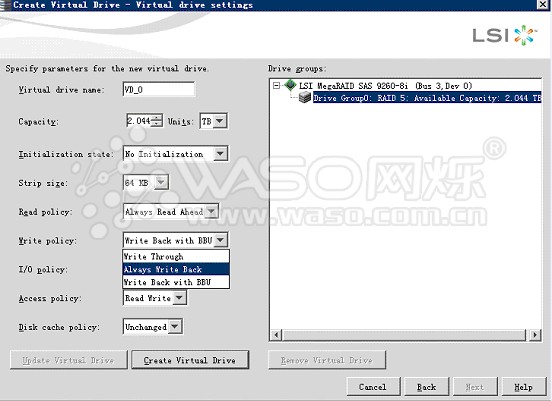 Create Virtual Drive - Virtual drive settings
LSI
Specify parameters for the new virtual drive.
Virtual drive name: VD_0
Capacity: 2.044 Units: TB
Initialization state: No Initialization
Strip size: 64 KB
Read policy: Always Read Ahead
Write policy: Write Back with BBU
Write Through
Always Write Back
Write Back with BBU
I/O policy:
Access policy: Read Write
Disk cache policy: Unchanged
Update Virtual Drive
Create Virtual Drive
Drive groups:
LSI MegaRAID SAS 9260-8i (Bus 3,Dev 0)
Drive Group0: RAID 5: Available Capacity: 2.044 TB
Remove Virtual Drive
Cancel
Back
Next
Help
WASO网烁
www.waso.com.cn